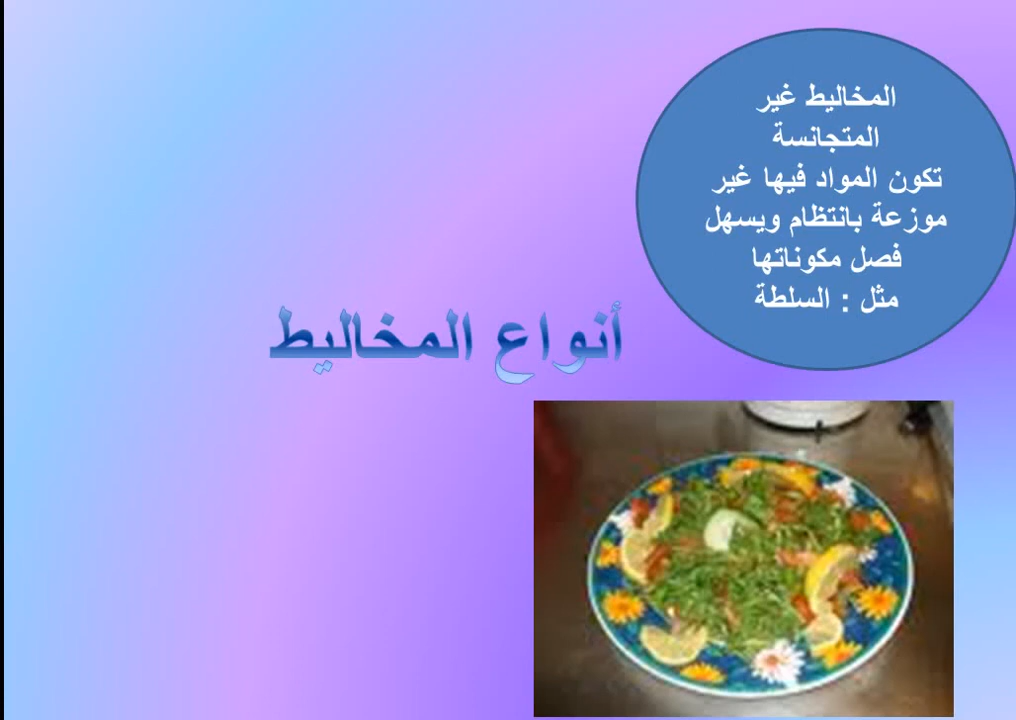 المخاليط غير
المتجانسة
تكون المواد فيها غير
موزعة بانتظام ويسهل
فصل مكوناتها
مثل : السلطة
أنواع المخاليط